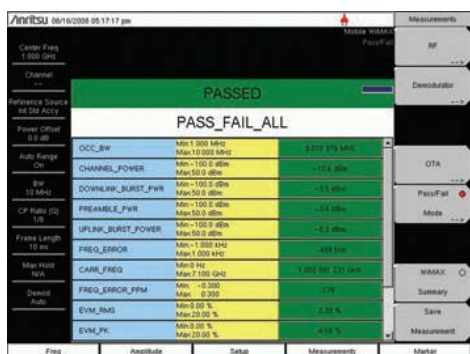 Anritsu 06/16/2008 05:17:17 pm
Mobile WiMAX
Pass/Fail
Center Freq
1.000 GHz
Channel
--
Reference Source
Int Std Accy
Power Offset
0.0 dB
Auto Range
On
BW
10 MHz
CP Ratio (G)
1/8
Frame Length
10 ms
Max Hold
N/A
Demod
Auto
PASSED
PASS_FAIL_ALL
OCC_BW Min:1.000 MHz
Max:10.000 MHz
CHANNEL_POWER Min:-100.0 dBm
Max:50.0 dBm
DOWNLINK_BURST_PWR Min:-100.0 dBm
Max:50.0 dBm
PREAMBLE_PWR Min:-100.0 dBm
Max:50.0 dBm
UPLINK_BURST_POWER Min:-100.0 dBm
Max:50.0 dBm
FREQ_ERROR Min:-1.000 kHz
Max:1.000 kHz
CARR_FREQ Min:0 Hz
Max:7.100 GHz
FREQ_ERROR_PPM Min: -0.300
Max: 0.300
EVM_RMS Min:0.00 %
Max:20.00 %
EVM_PK Min:0.00 %
Max:20.00 %
Measurements
RF
-->
Demodulator
-->
OTA
-->
Pass/Fail
Mode
-->
WiMAX
Summary
Save
Measurement
Freq Amplitude Setup Measurements Marker